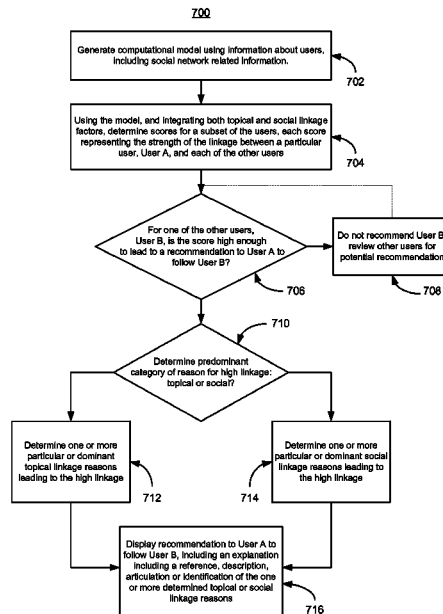 700
Generate computational model using information about users,
including social network related information.
702
Using the model, and integrating both topical and social linkage
factors, determine scores for a subset of the users, each score
representing the strength of the linkage between a particular
user, User A, and each of the other users
704
For one of the other users,
User B, is the score high enough
to lead to a recommendation to User A to
follow User B?
706
Do not recommend User B,
review other users for
potential recommendation
708
710
Determine predominant
category of reason for high linkage:
topical or social?
Determine one or more
particular or dominant
topical linkage reasons
leading to the high linkage
712
Determine one or more
particular or dominant social
linkage reasons leading to
the high linkage
714
Display recommendation to User A to
follow User B, including an explanation
including a reference, description,
articulation or identification of the one
or more determined topical or social
linkage reasons
716